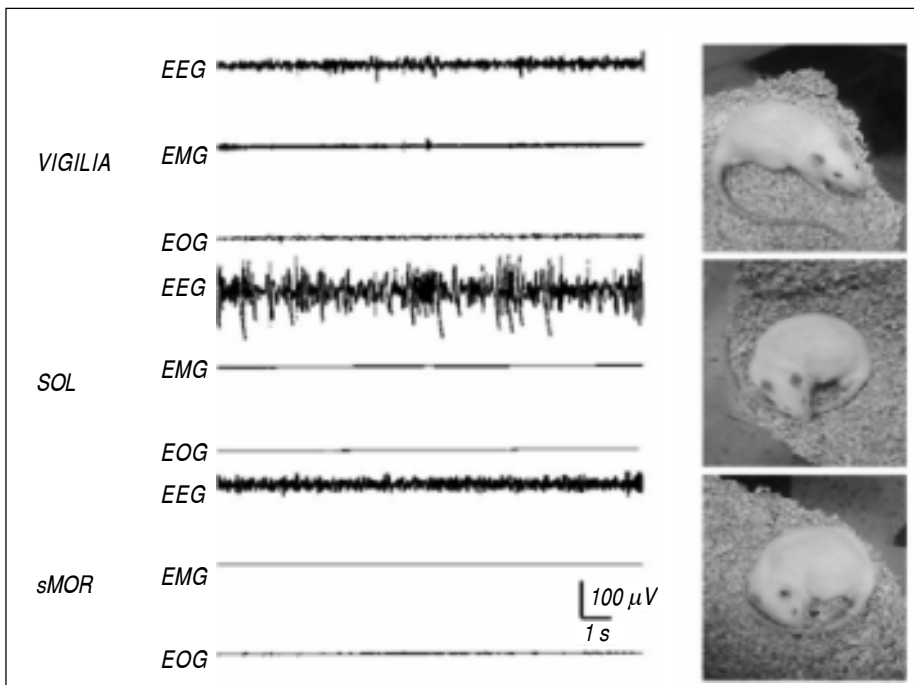 EEG
VIGILIA
EMG
EOG
EEG
SOL
EMG
EOG
EEG
sMOR
EMG
EOG
100 μV
1 s